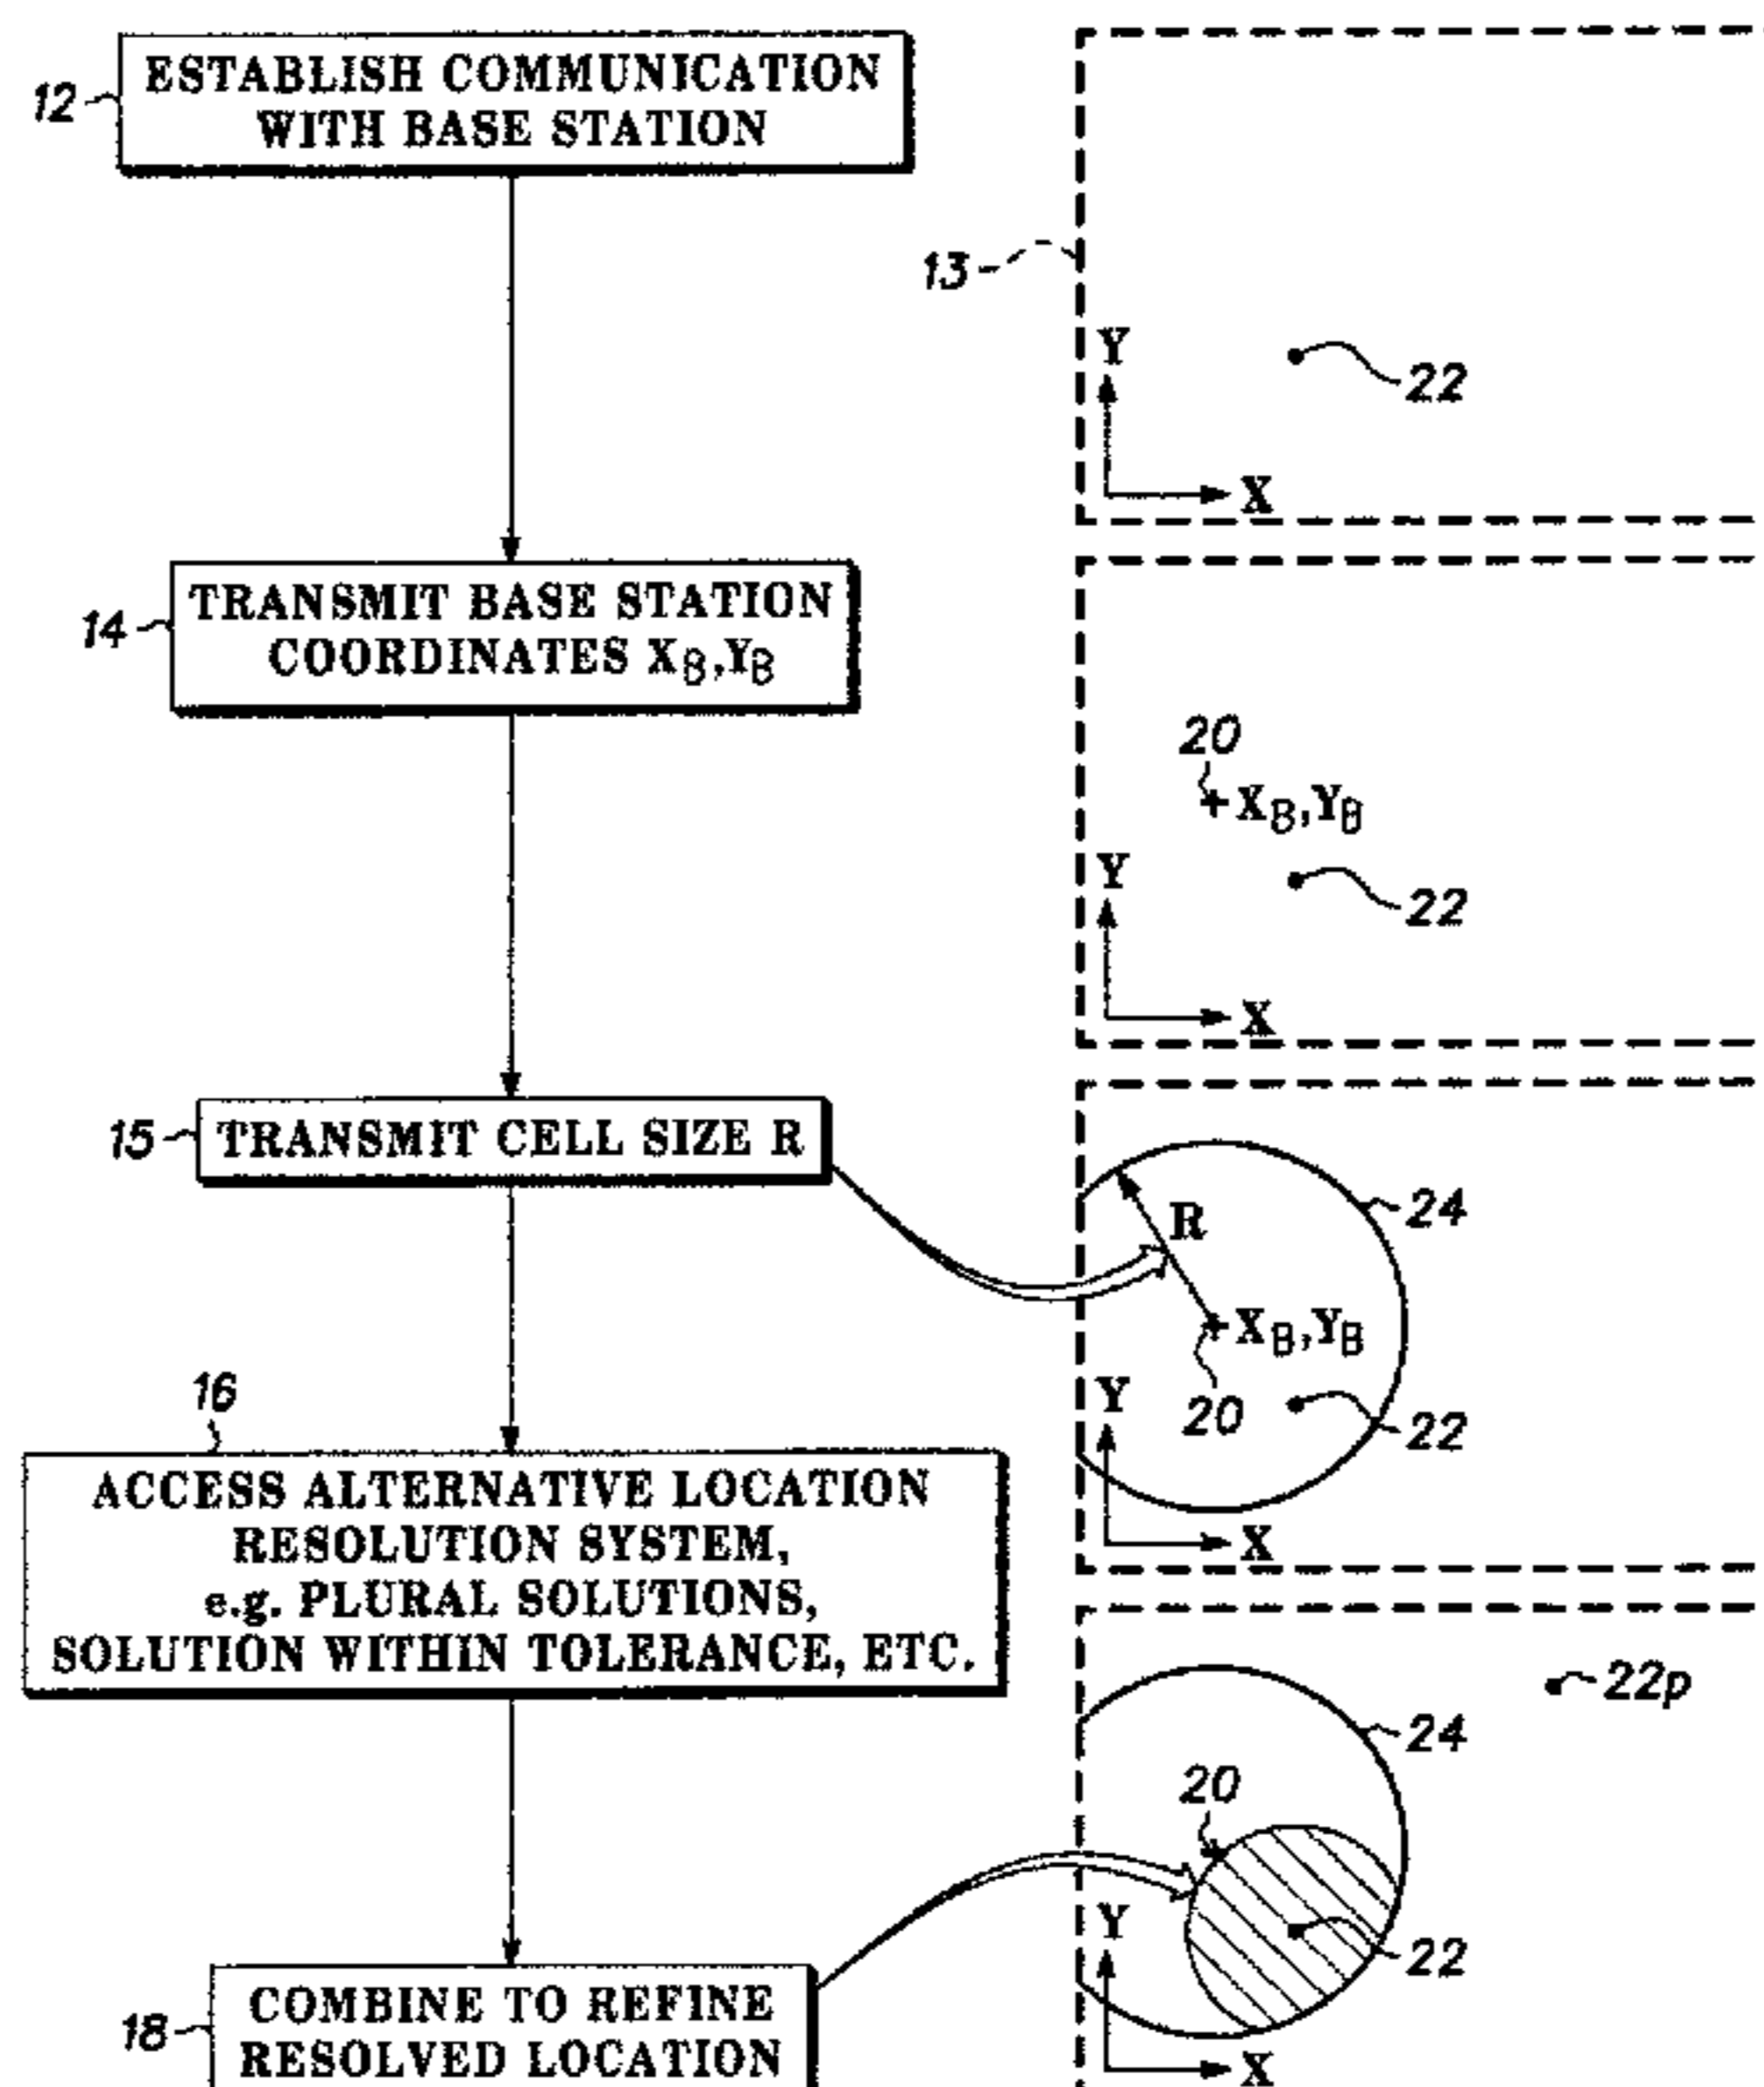 12
ESTABLISH COMMUNICATION
WITH BASE STATION
13
Y
22
X
14
TRANSMIT BASE STATION
COORDINATES XB,YB
20
XB,YB
Y
22
X
15
TRANSMIT CELL SIZE R
R
24
XB,YB
20
Y
22
X
16
ACCESS ALTERNATIVE LOCATION
RESOLUTION SYSTEM,
e.g. PLURAL SOLUTIONS,
SOLUTION WITHIN TOLERANCE, ETC.
22p
24
20
Y
22
X
18
COMBINE TO REFINE
RESOLVED LOCATION